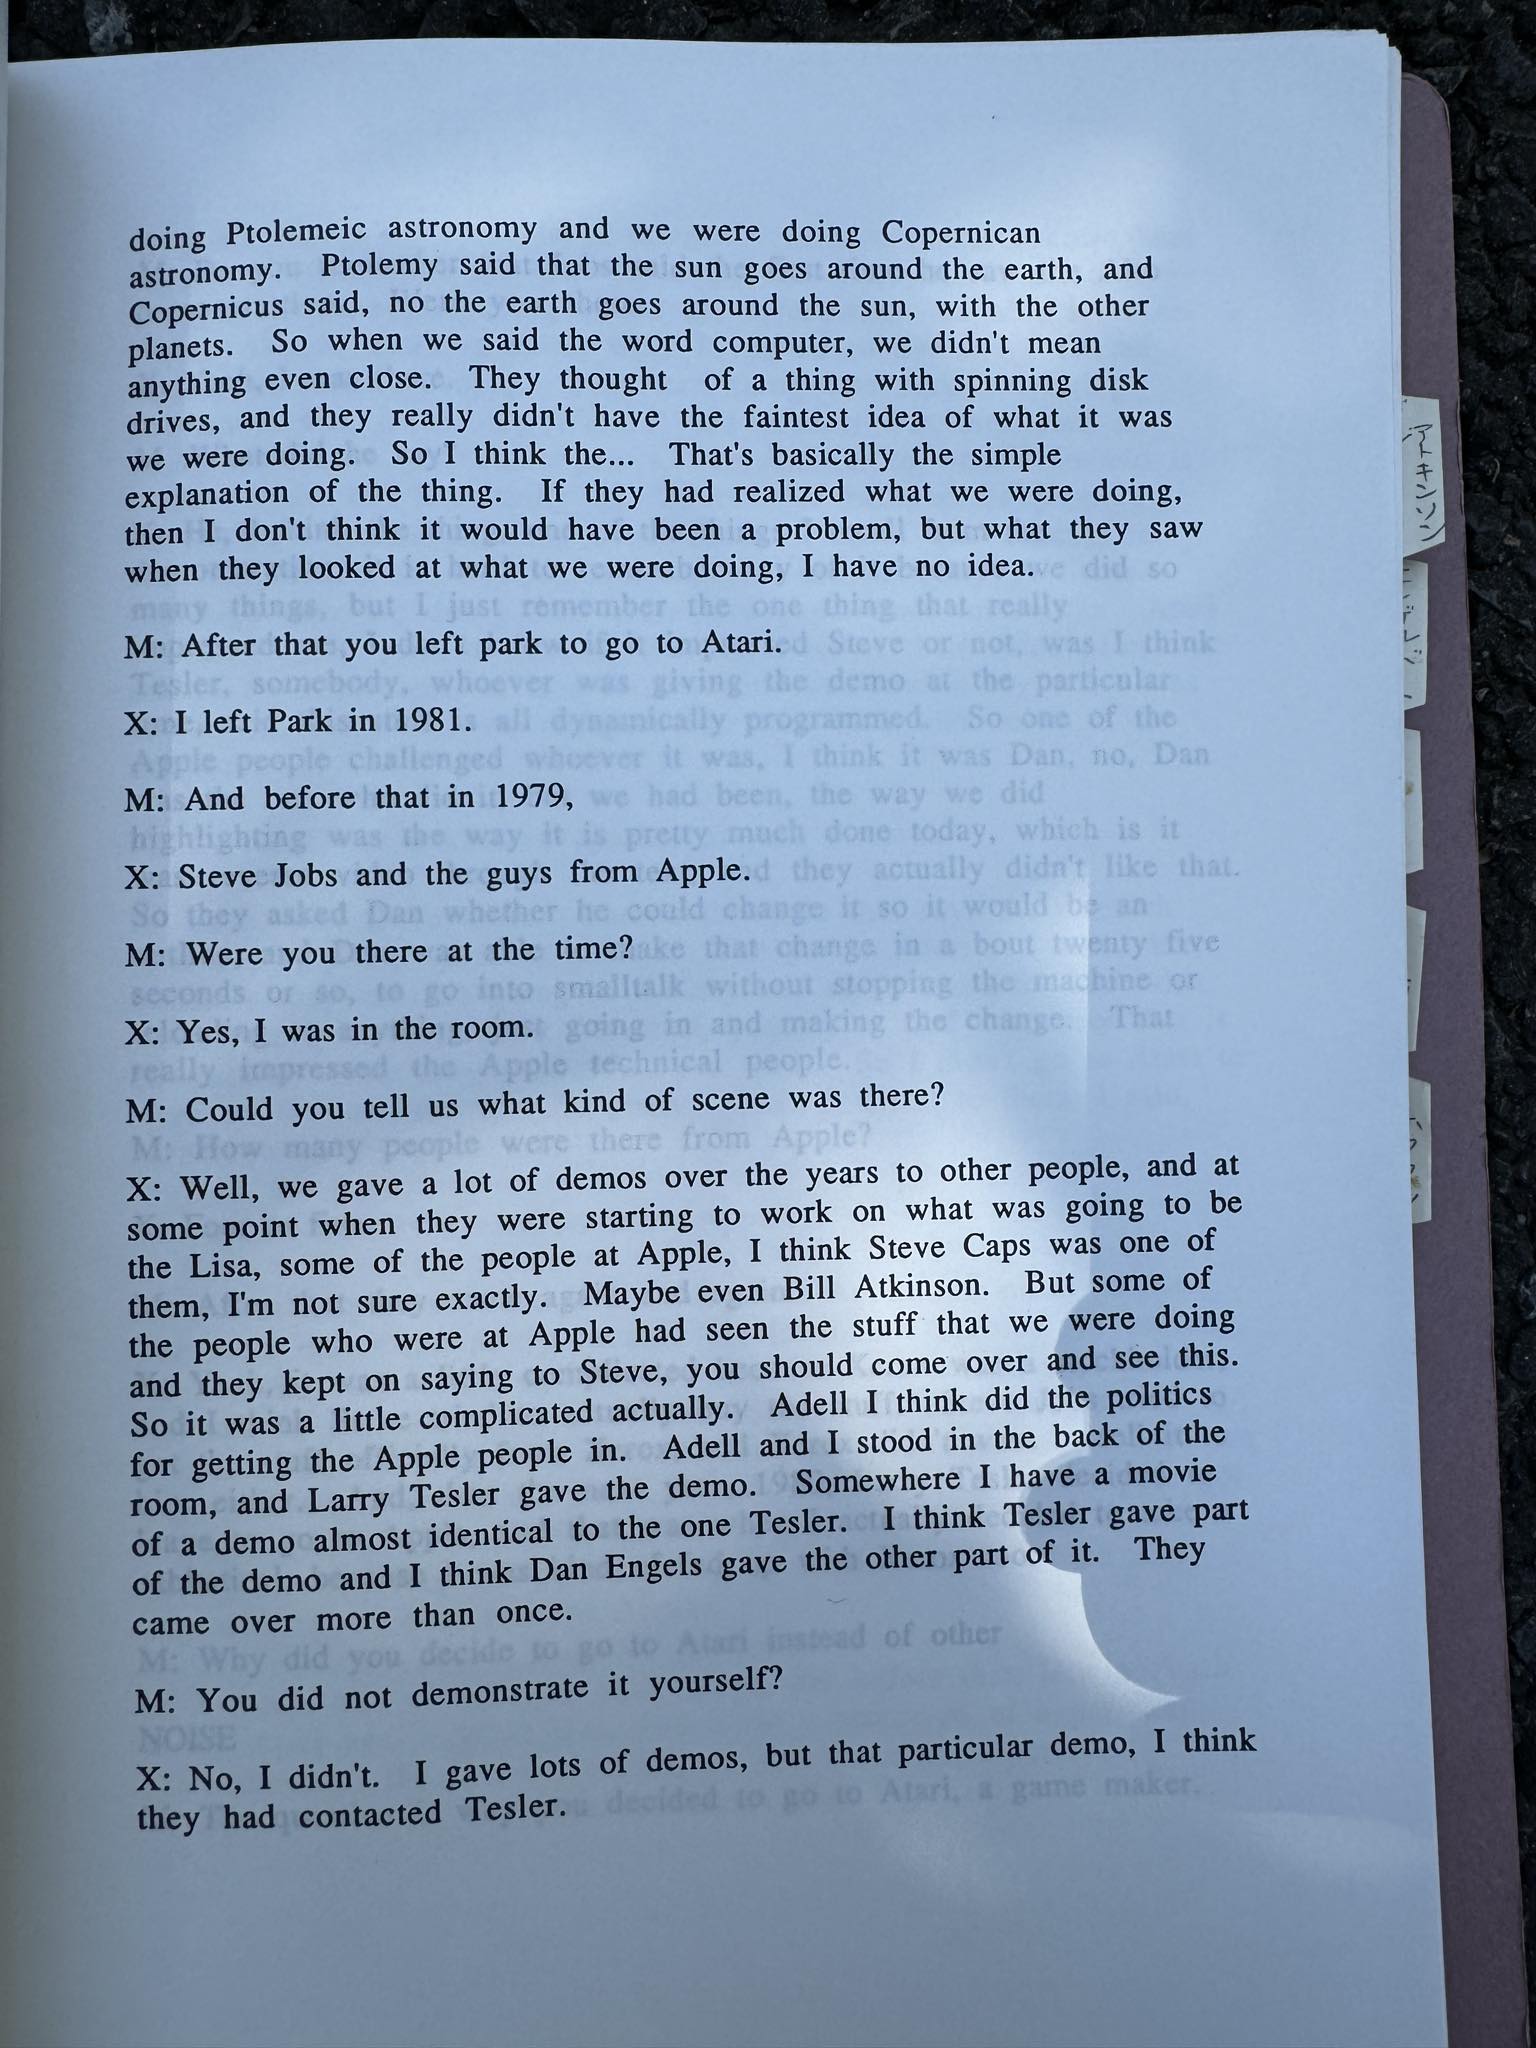 doing Ptolemeic astronomy and we were doing Copernican
astronomy. Ptolemy said that the sun goes around the earth, and
Copernicus said, no the earth goes around the sun, with the other
planets. So when we said the word computer, we didn't mean
anything even close. They thought of a thing with spinning disk
drives, and they really didn't have the faintest idea of what it was
we were doing. So I think the... That's basically the simple
explanation of the thing. If they had realized what we were doing,
then I don't think it would have been a problem, but what they saw
when they looked at what we were doing, I have no idea.
M: After that you left park to go to Atari.
X: I left Park in 1981.
M: And before that in 1979,
X: Steve Jobs and the guys from Apple.
M: Were you there at the time?
X: Yes, I was in the room.
M: Could you tell us what kind of scene was there?
X: Well, we gave a lot of demos over the years to other people, and at
some point when they were starting to work on what was going to be
the Lisa, some of the people at Apple, I think Steve Caps was one of
them, I'm not sure exactly. Maybe even Bill Atkinson. But some of
the people who were at Apple had seen the stuff that we were doing
and they kept on saying to Steve, you should come over and see this.
So it was a little complicated actually. Adell I think did the politics
for getting the Apple people in. Adell and I stood in the back of the
room, and Larry Tesler gave the demo. Somewhere I have a movie
of a demo almost identical to the one Tesler. I think Tesler gave part
of the demo and I think Dan Engels gave the other part of it. They
came over more than once.
M: You did not demonstrate it yourself?
X: No, I didn't. I gave lots of demos, but that particular demo, I think
they had contacted Tesler.